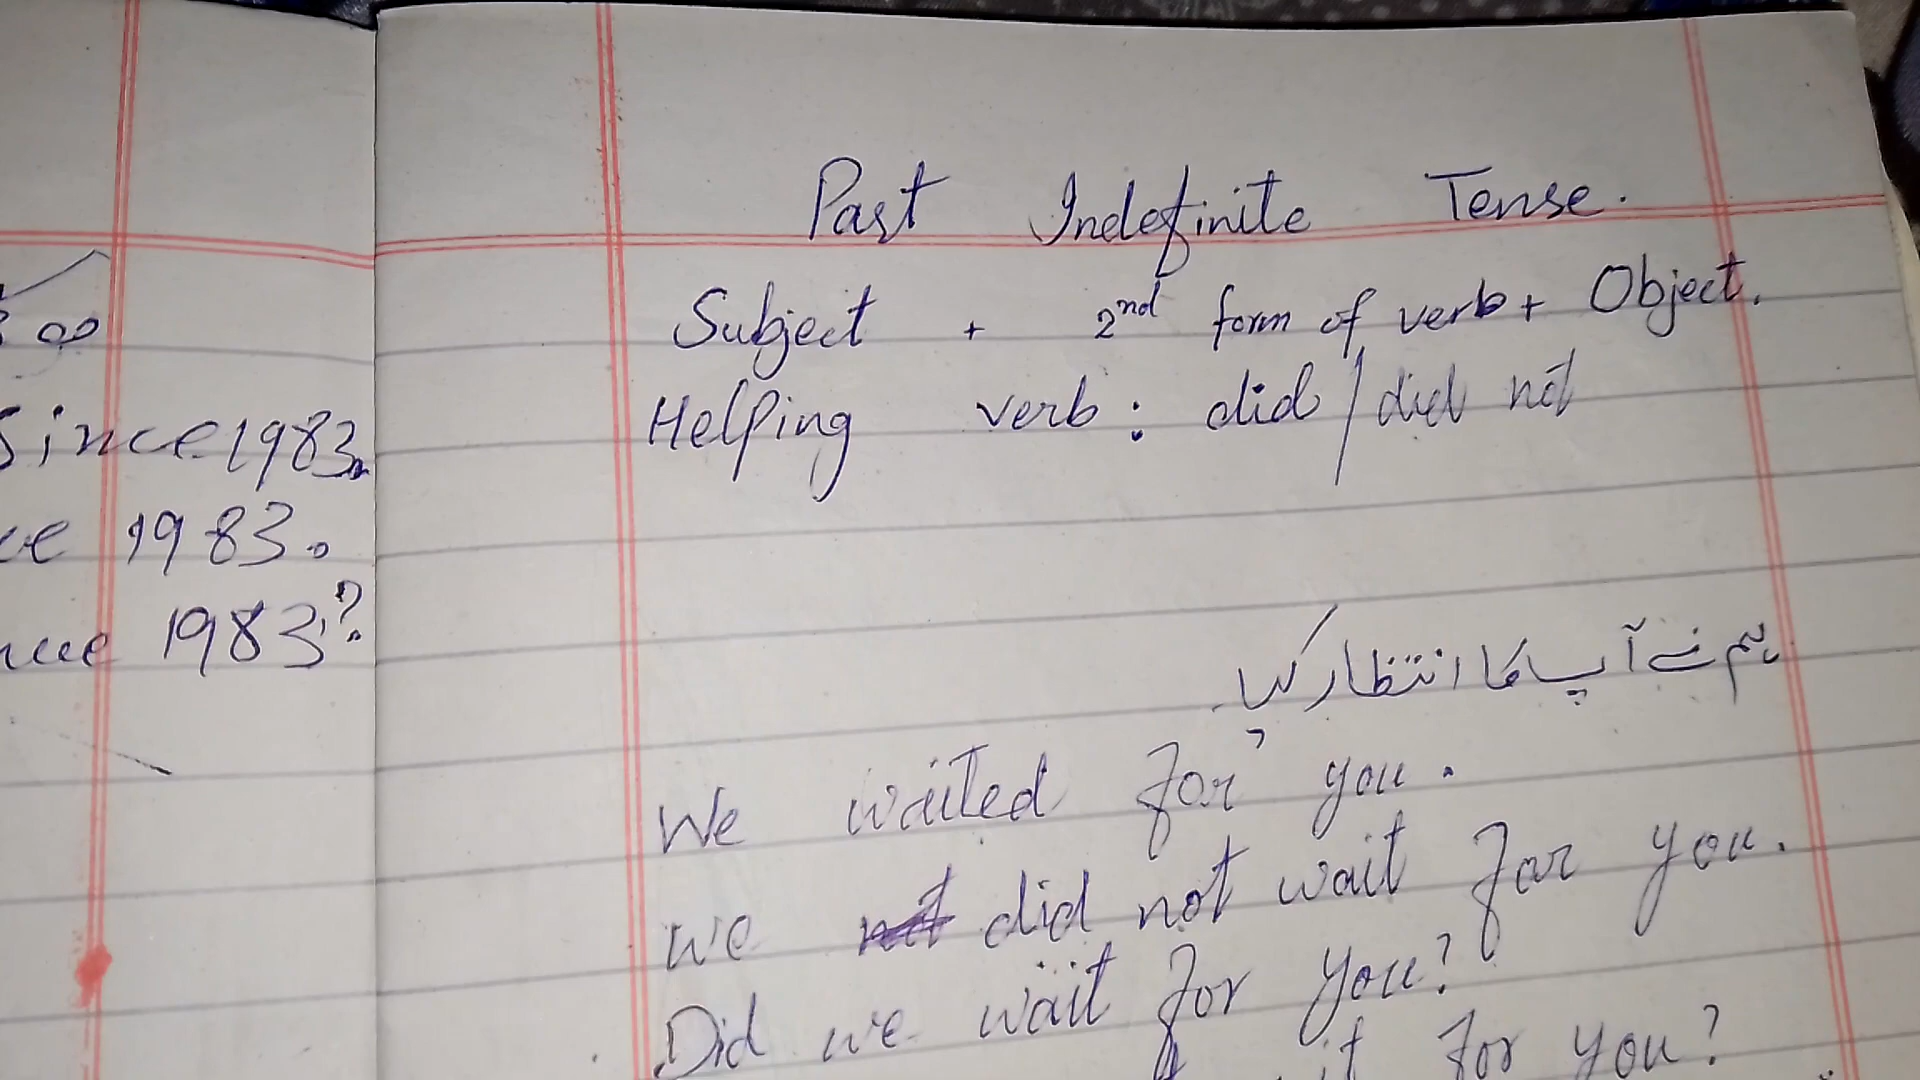 ∞
Since 1983.
1983.
1983?
Past Indefinite Tense.
Subject + 2nd form of verb + Object.
Helping verb: did / did not
ہم نے آپ کا انتظار کیا
We waited for you.
We did not wait for you.
Did we wait for you?
for you?